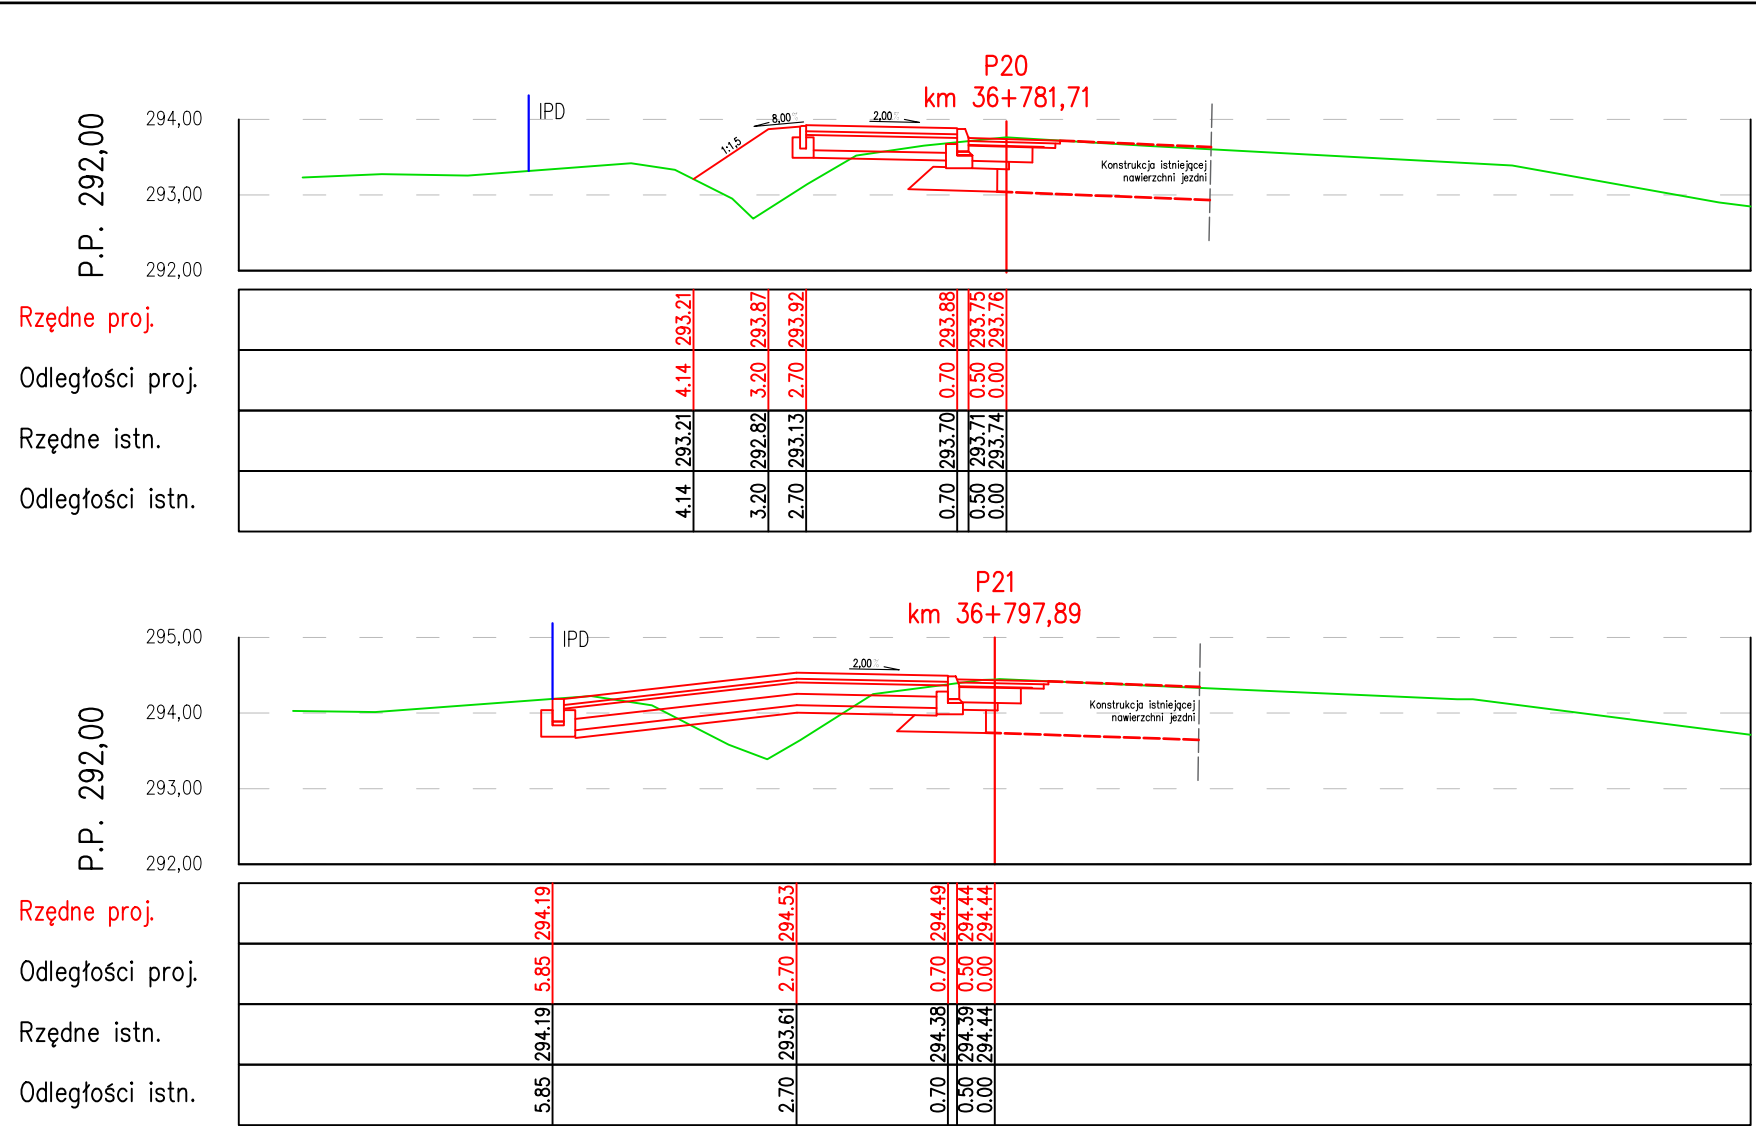 P20
km 36+781,71
P.P. 292,00
294,00
293,00
292,00
IPD
1:1,5
8,00
2,00
Konstrukcja istniejącej
nawierzchni jezdni
Rzędne proj.
293.21 293.87 293.92 293.88 293.75 293.76
Odległości proj.
4.14 3.20 2.70 0.70 0.50 0.00
Rzędne istn.
293.21 292.82 293.13 293.70 293.71 293.74
Odległości istn.
4.14 3.20 2.70 0.70 0.50 0.00
P21
km 36+797,89
P.P. 292,00
295,00
294,00
293,00
292,00
IPD
2,00
Konstrukcja istniejącej
nawierzchni jezdni
Rzędne proj.
294.19 294.53 294.49 294.44 294.44
Odległości proj.
5.85 2.70 0.70 0.50 0.00
Rzędne istn.
294.19 293.61 294.38 294.39 294.44
Odległości istn.
5.85 2.70 0.70 0.50 0.00